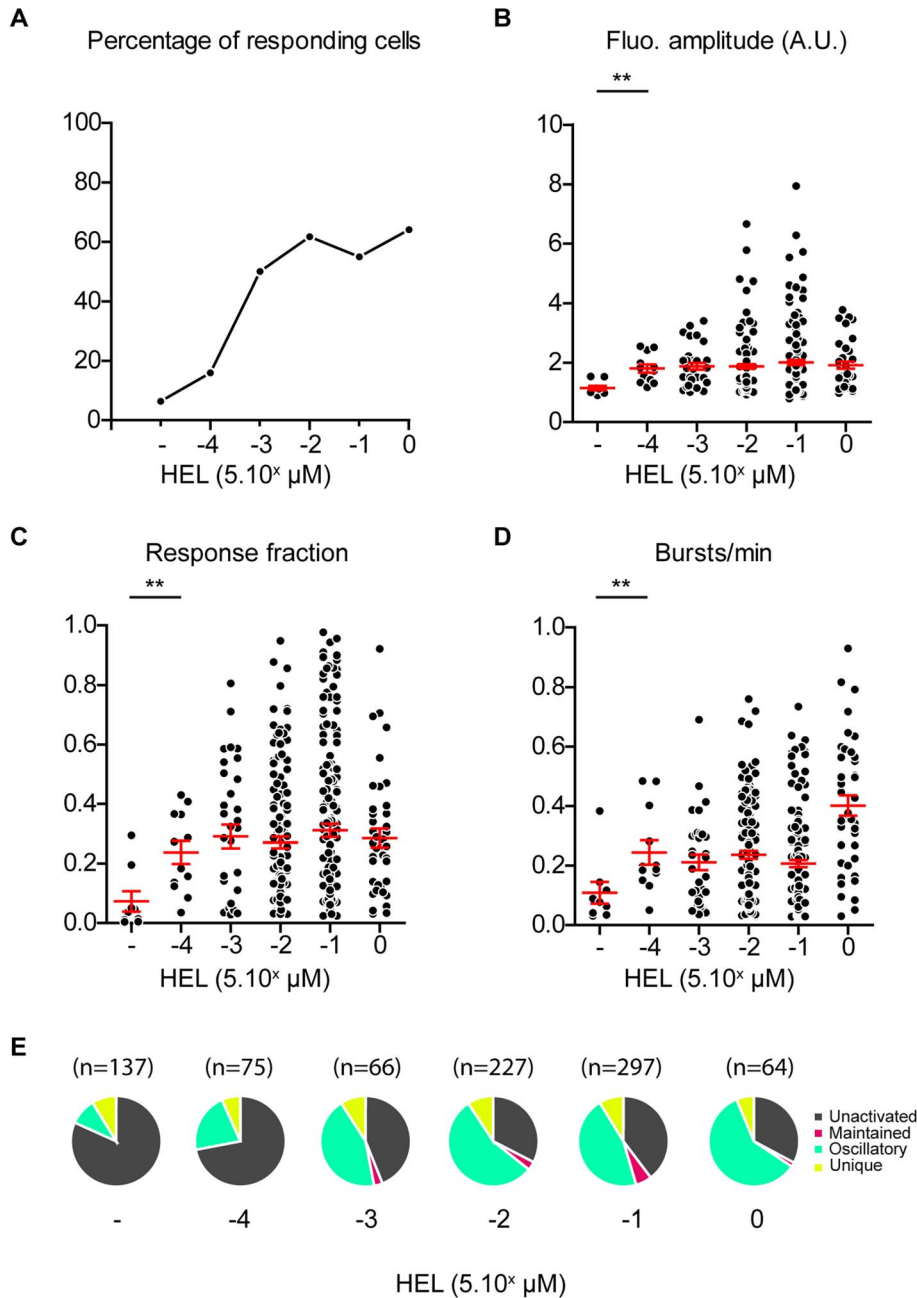 A
Percentage of responding cells
100
80
60
40
20
0
- -4 -3 -2 -1 0
HEL (5.10ˣ µM)
B
Fluo. amplitude (A.U.)
**
10
8
6
4
2
0
- -4 -3 -2 -1 0
HEL (5.10ˣ µM)
C
Response fraction
**
1.0
0.8
0.6
0.4
0.2
0.0
- -4 -3 -2 -1 0
HEL (5.10ˣ µM)
D
Bursts/min
**
1.0
0.8
0.6
0.4
0.2
0.0
- -4 -3 -2 -1 0
HEL (5.10ˣ µM)
E
(n=137) (n=75) (n=66) (n=227) (n=297) (n=64)
Unactivated
Maintained
Oscillatory
Unique
- -4 -3 -2 -1 0
HEL (5.10ˣ µM)